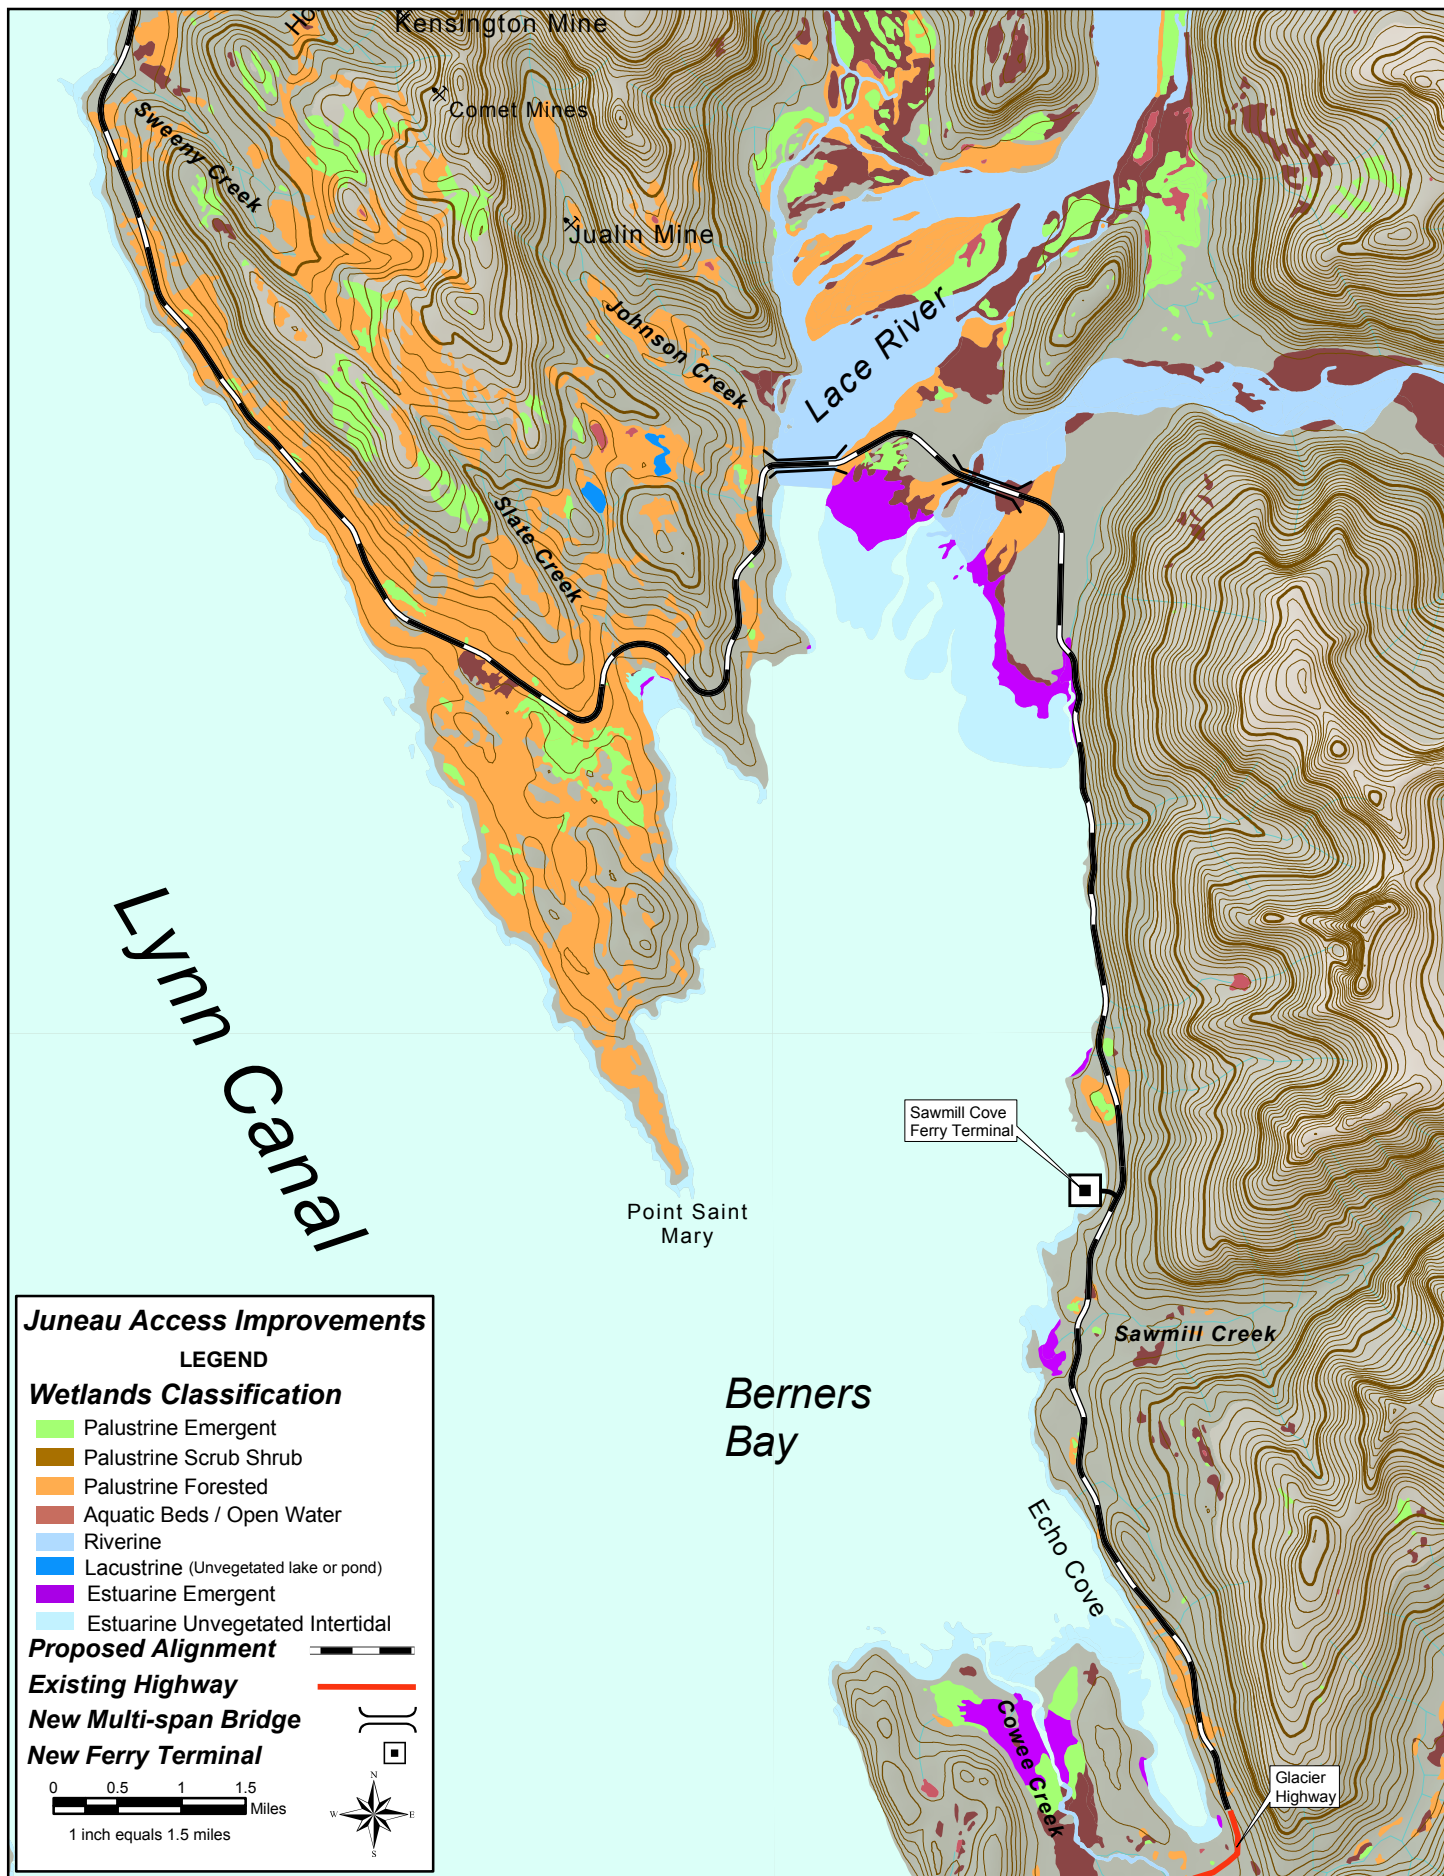 Ho
Kensington Mine
Comet Mines
Sweeny Creek
Jualin Mine
Johnson Creek
Lace River
Slate Creek
Lynn Canal
Sawmill Cove
Ferry Terminal
Point Saint
Mary
Sawmill Creek
Berners
Bay
Echo Cove
Cowee Creek
Glacier
Highway
Juneau Access Improvements
LEGEND
Wetlands Classification
Palustrine Emergent
Palustrine Scrub Shrub
Palustrine Forested
Aquatic Beds / Open Water
Riverine
Lacustrine (Unvegetated lake or pond)
Estuarine Emergent
Estuarine Unvegetated Intertidal
Proposed Alignment
Existing Highway
New Multi-span Bridge
New Ferry Terminal
0 0.5 1 1.5
Miles
1 inch equals 1.5 miles
N
W E
S